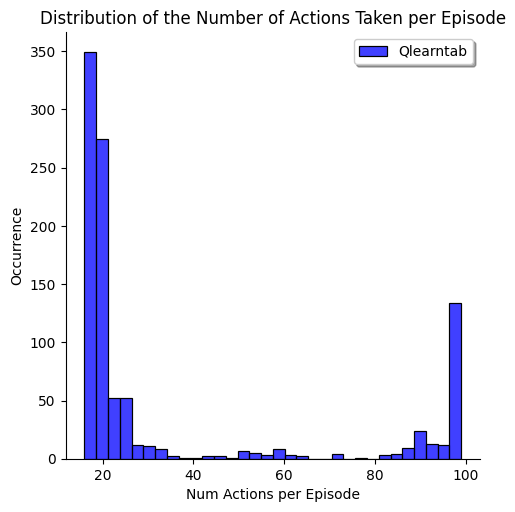 Distribution of the Number of Actions Taken per Episode
Qlearntab
Occurrence
350
300
250
200
150
100
50
0
20 40 60 80 100
Num Actions per Episode